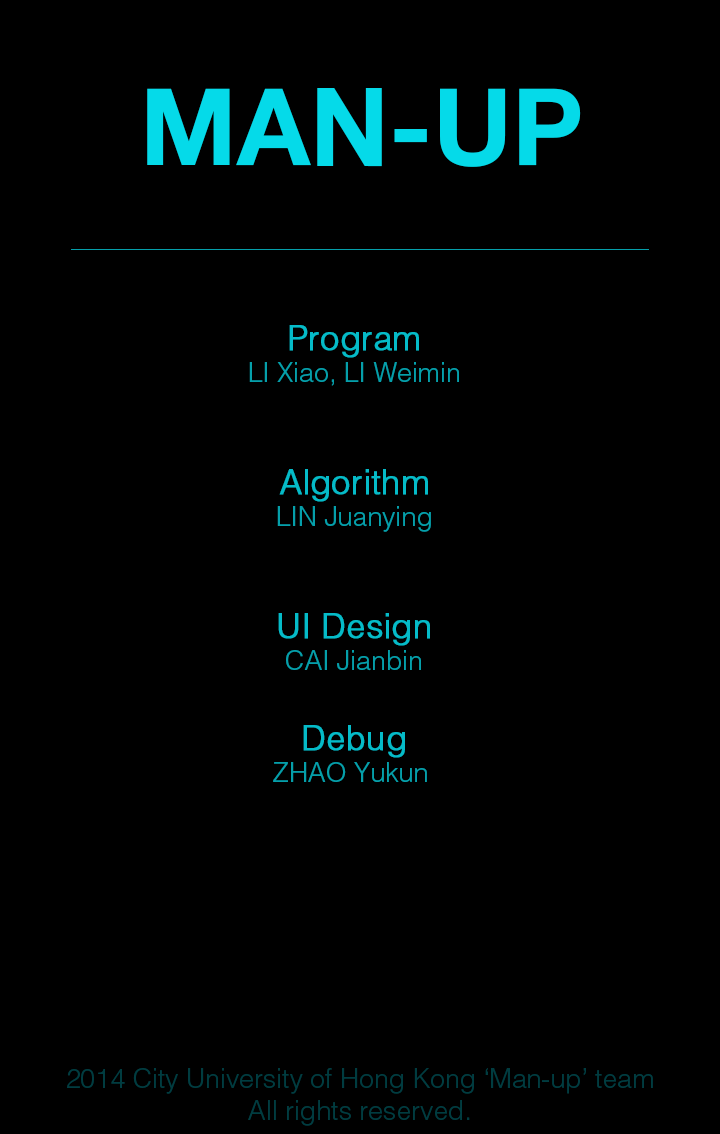 MAN-UP
Program
LI Xiao, LI Weimin
Algorithm
LIN Juanying
UI Design
CAI Jianbin
Debug
ZHAO Yukun
2014 City University of Hong Kong ‘Man-up’ team
All rights reserved.